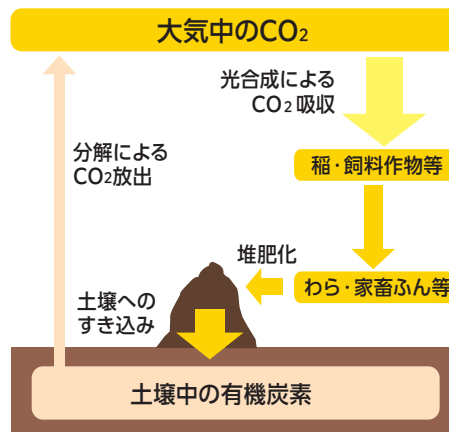 大気中のCO₂
光合成による
CO₂吸収
分解による
CO₂放出
稲・飼料作物等
堆肥化
わら・家畜ふん等
土壌への
すき込み
土壌中の有機炭素